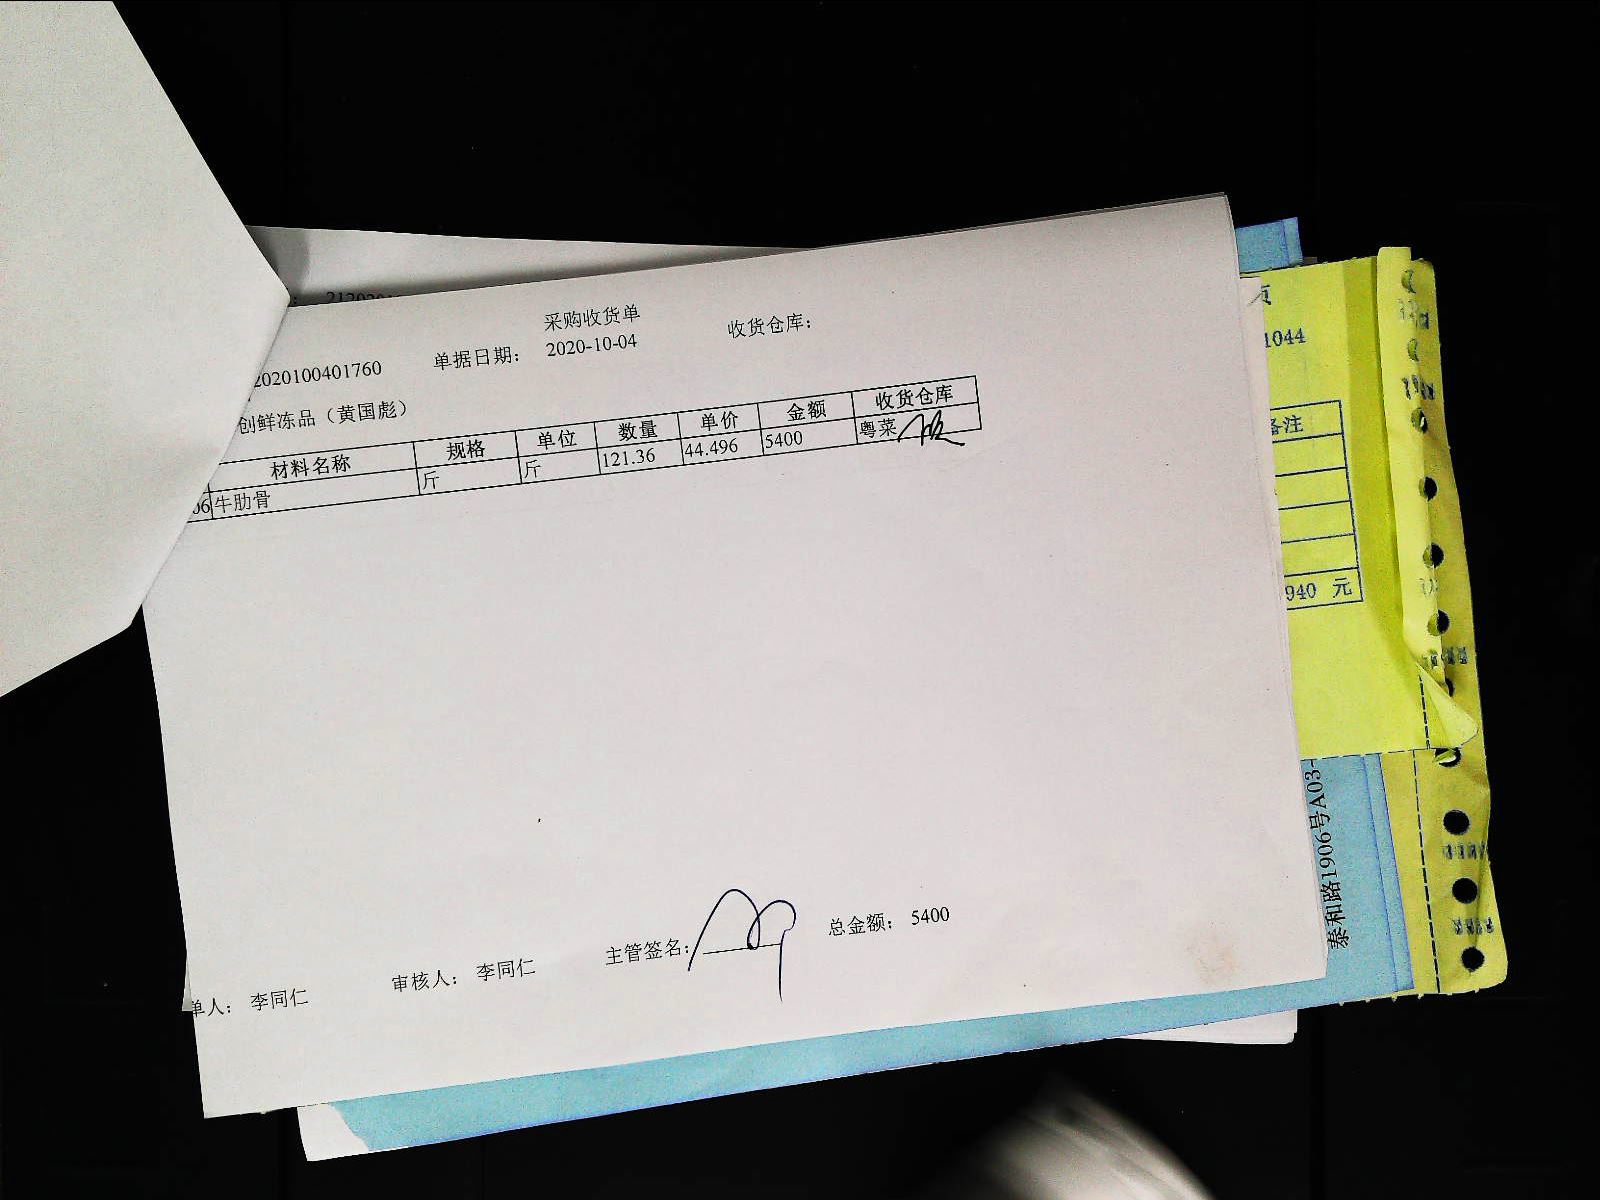 采购收货单
2020100401760 单据日期： 2020-10-04 收货仓库：
创鲜冻品（黄国彪）
材料名称 规格 单位 数量 单价 金额 收货仓库
06 牛肋骨 斤 斤 121.36 44.496 5400 粤菜
单人： 李同仁 审核人： 李同仁 主管签名： 总金额： 5400
页
1044
备注
940 元
泰和路1906号A03-